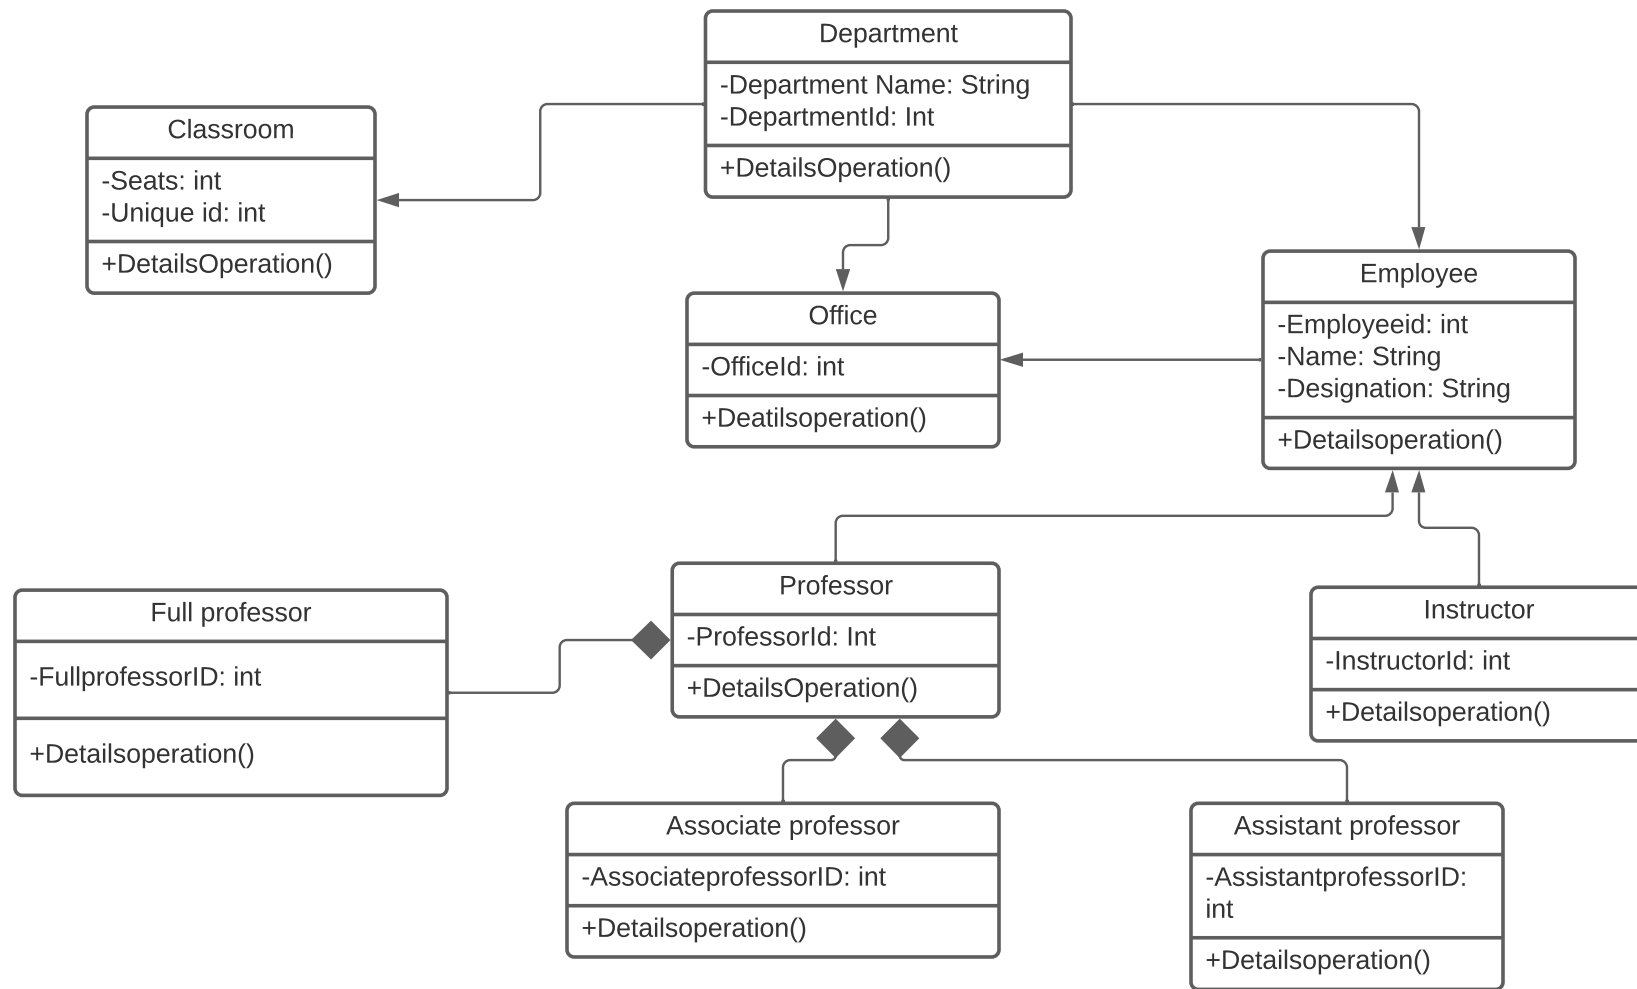 Department
-Department Name: String
-DepartmentId: Int
+DetailsOperation()
Classroom
-Seats: int
-Unique id: int
+DetailsOperation()
Office
-OfficeId: int
+Deatilsoperation()
Employee
-Employeeid: int
-Name: String
-Designation: String
+Detailsoperation()
Full professor
-FullprofessorID: int
+Detailsoperation()
Professor
-ProfessorId: Int
+DetailsOperation()
Instructor
-InstructorId: int
+Detailsoperation()
Associate professor
-AssociateprofessorID: int
+Detailsoperation()
Assistant professor
-AssistantprofessorID:
int
+Detailsoperation()